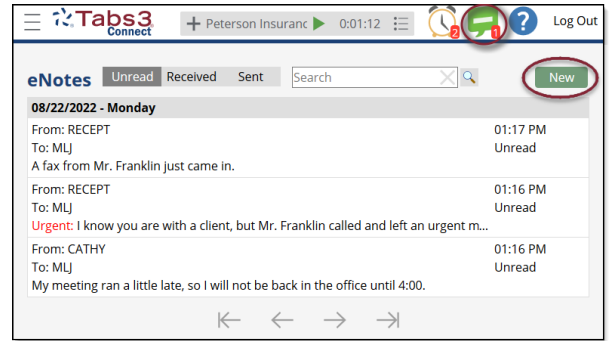 Tabs3 Connect
Peterson Insuranc 0:01:12 2 1 ? Log Out
eNotes Unread Received Sent Search New
08/22/2022 - Monday
From: RECEPT 01:17 PM
To: MLJ Unread
A fax from Mr. Franklin just came in.
From: RECEPT 01:16 PM
To: MLJ Unread
Urgent: I know you are with a client, but Mr. Franklin called and left an urgent m...
From: CATHY 01:16 PM
To: MLJ Unread
My meeting ran a little late, so I will not be back in the office until 4:00.